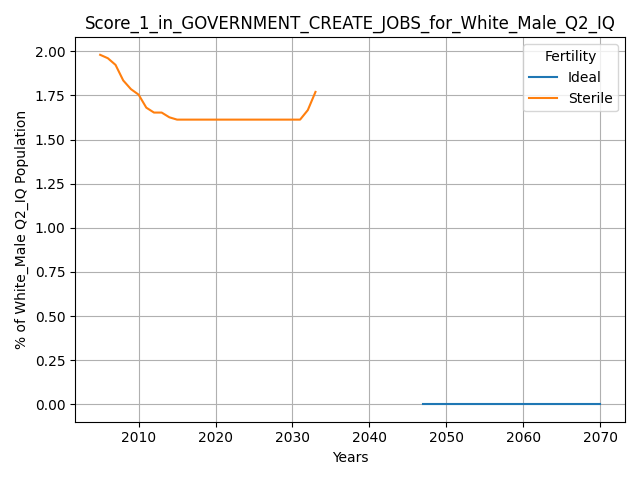 Score_1_in_GOVERNMENT_CREATE_JOBS_for_White_Male_Q2_IQ
Fertility
Ideal
Sterile
% of White_Male Q2_IQ Population
2.00
1.75
1.50
1.25
1.00
0.75
0.50
0.25
0.00
2010 2020 2030 2040 2050 2060 2070
Years